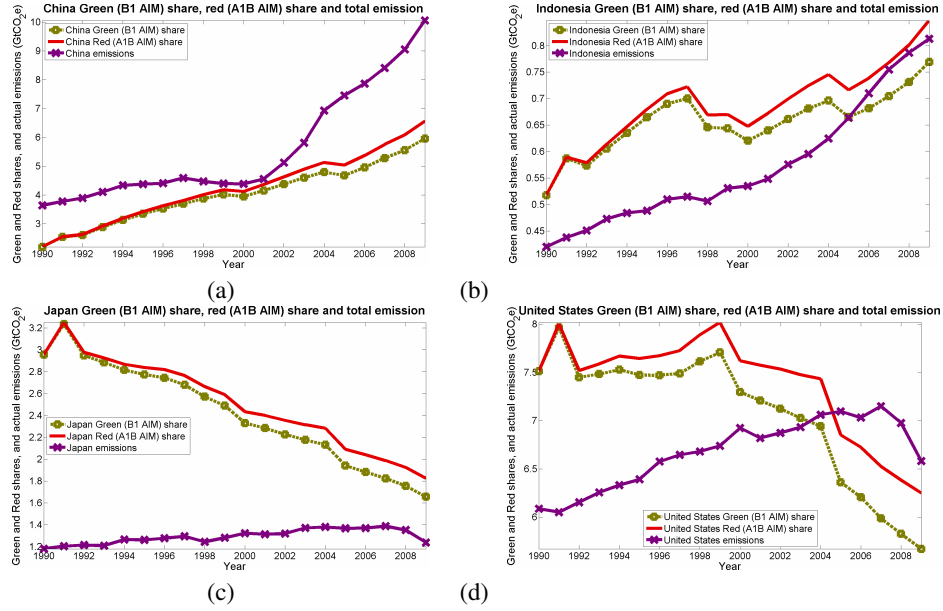 China Green (B1 AIM) share, red (A1B AIM) share and total emission
Green and Red shares, and actual emissions (GtCO2e)
10
9
8
7
6
5
4
3
China Green (B1 AIM) share
China Red (A1B AIM) share
China emissions
1990 1992 1994 1996 1998 2000 2002 2004 2006 2008
Year
(a)
Indonesia Green (B1 AIM) share, red (A1B AIM) share and total emission
Green and Red shares, and actual emissions (GtCO2e)
0.8
0.75
0.7
0.65
0.6
0.55
0.5
0.45
Indonesia Green (B1 AIM) share
Indonesia Red (A1B AIM) share
Indonesia emissions
1990 1992 1994 1996 1998 2000 2002 2004 2006 2008
Year
(b)
Japan Green (B1 AIM) share, red (A1B AIM) share and total emission
Green and Red shares, and actual emissions (GtCO2e)
3.2
3
2.8
2.6
2.4
2.2
2
1.8
1.6
1.4
1.2
Japan Green (B1 AIM) share
Japan Red (A1B AIM) share
Japan emissions
1990 1992 1994 1996 1998 2000 2002 2004 2006 2008
Year
(c)
United States Green (B1 AIM) share, red (A1B AIM) share and total emission
Green and Red shares, and actual emissions (GtCO2e)
8
7.5
7
6.5
6
United States Green (B1 AIM) share
United States Red (A1B AIM) share
United States emissions
1990 1992 1994 1996 1998 2000 2002 2004 2006 2008
Year
(d)